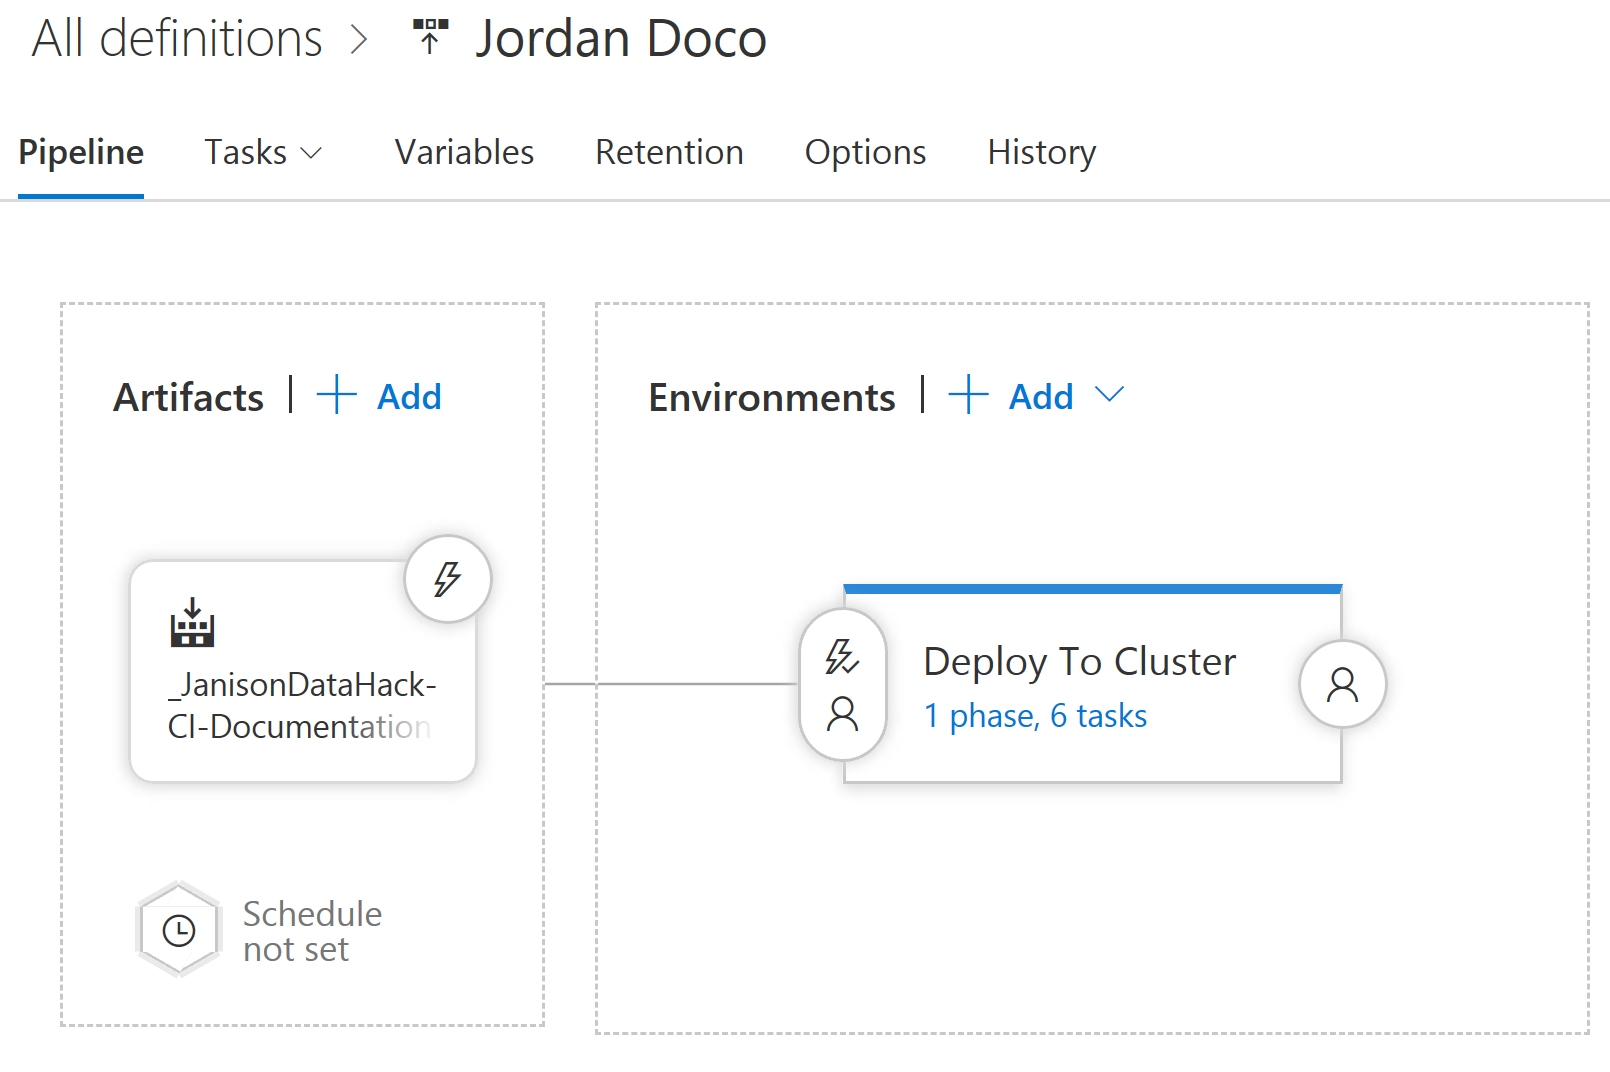 All definitions > Jordan Doco
Pipeline Tasks Variables Retention Options History
Artifacts | + Add
Environments | + Add
_JanisonDataHack-
CI-Documentation
Deploy To Cluster
1 phase, 6 tasks
Schedule
not set